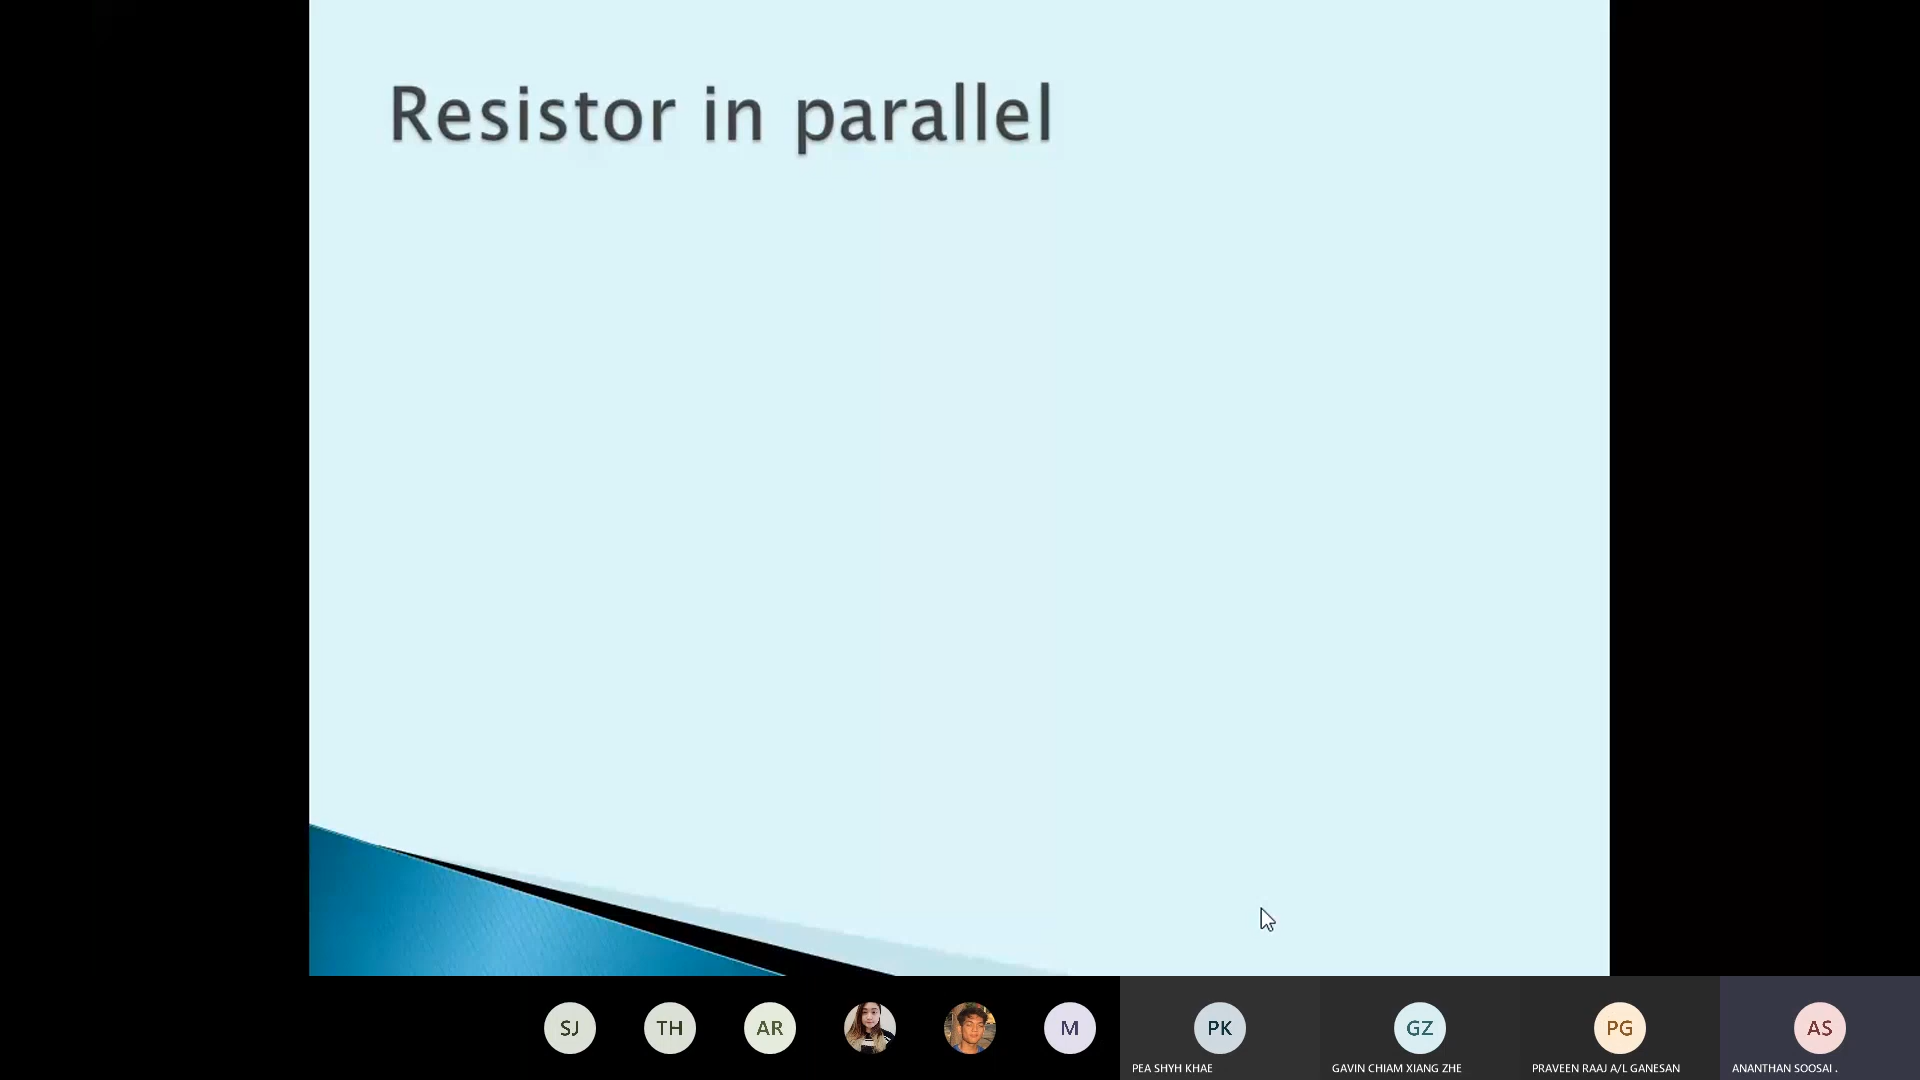 Resistor in parallel
SJ
TH
AR
M
PK
GZ
PG
AS
PEA SHYH KHAE
GAVIN CHIAM XIANG ZHE
PRAVEEN RAAJ A/L GANESAN
ANANTHAN SOOSAI .